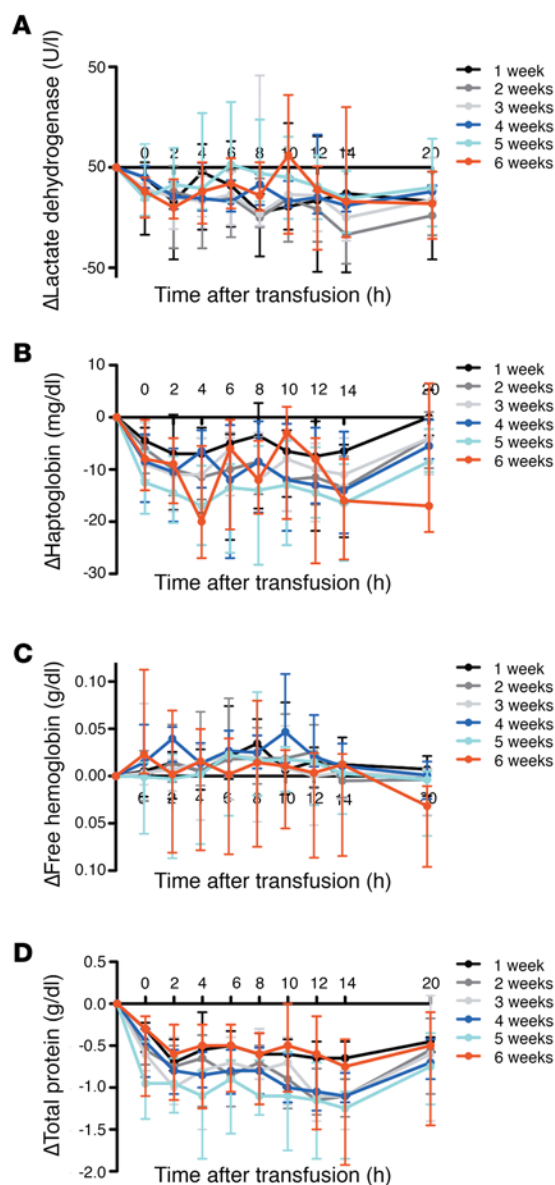 A
ΔLactate dehydrogenase (U/l)
50
50
-50
0 2 4 6 8 10 12 14 20
Time after transfusion (h)
1 week
2 weeks
3 weeks
4 weeks
5 weeks
6 weeks
B
ΔHaptoglobin (mg/dl)
10
0
-10
-20
-30
0 2 4 6 8 10 12 14 20
Time after transfusion (h)
1 week
2 weeks
3 weeks
4 weeks
5 weeks
6 weeks
C
ΔFree hemoglobin (g/dl)
0.10
0.05
0.00
0.05
0.10
4 6 8 10 12 14
Time after transfusion (h)
1 week
2 weeks
3 weeks
4 weeks
5 weeks
6 weeks
D
ΔTotal protein (g/dl)
0.5
0.0
-0.5
-1.0
-1.5
-2.0
0 2 4 6 8 10 12 14 20
Time after transfusion (h)
1 week
2 weeks
3 weeks
4 weeks
5 weeks
6 weeks